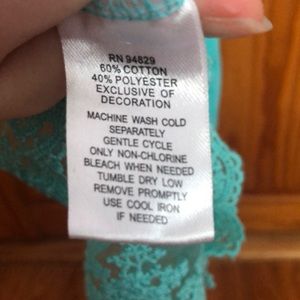 RN 94829
60% COTTON
40% POLYESTER
EXCLUSIVE OF
DECORATION
MACHINE WASH COLD
SEPARATELY
GENTLE CYCLE
ONLY NON-CHLORINE
BLEACH WHEN NEEDED
TUMBLE DRY LOW
REMOVE PROMPTLY
USE COOL IRON
IF NEEDED